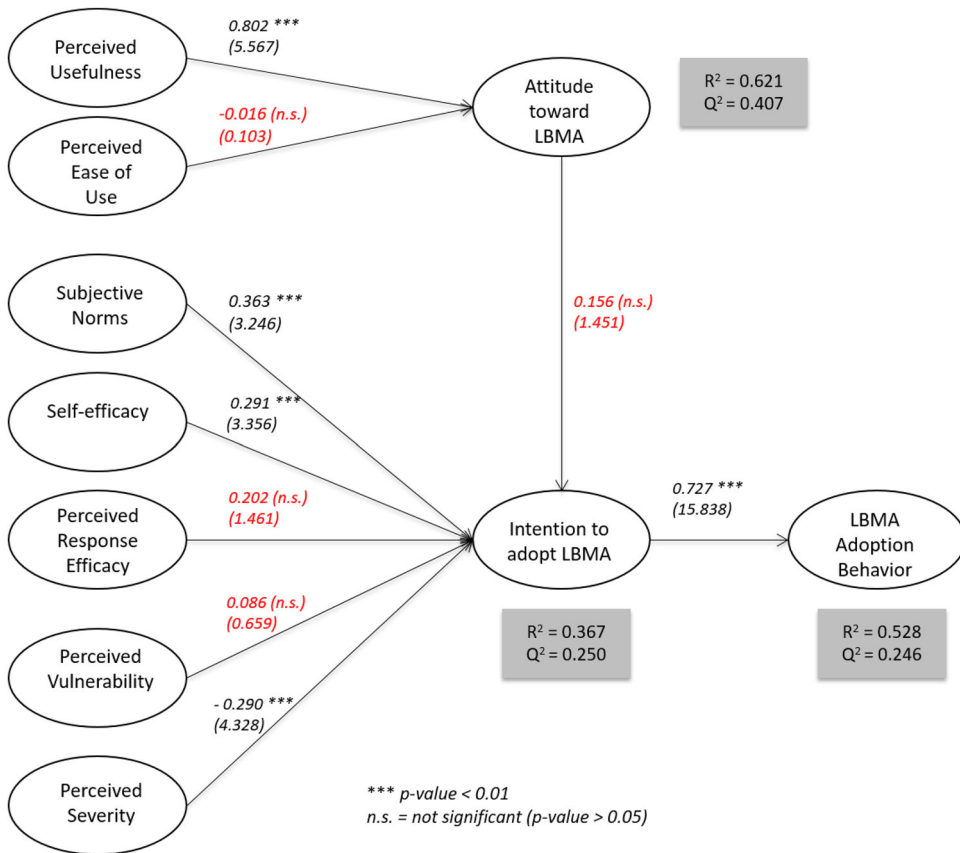 Perceived
Usefulness
0.802 ***
(5.567)
Attitude
toward
LBMA
R² = 0.621
Q² = 0.407
-0.016 (n.s.)
(0.103)
Perceived
Ease of
Use
Subjective
Norms
0.363 ***
(3.246)
0.156 (n.s.)
(1.451)
Self-efficacy
0.291 ***
(3.356)
Perceived
Response
Efficacy
0.202 (n.s.)
(1.461)
Intention to
adopt LBMA
0.727 ***
(15.838)
LBMA
Adoption
Behavior
R² = 0.367
Q² = 0.250
R² = 0.528
Q² = 0.246
Perceived
Vulnerability
0.086 (n.s.)
(0.659)
Perceived
Severity
- 0.290 ***
(4.328)
*** p-value < 0.01
n.s. = not significant (p-value > 0.05)